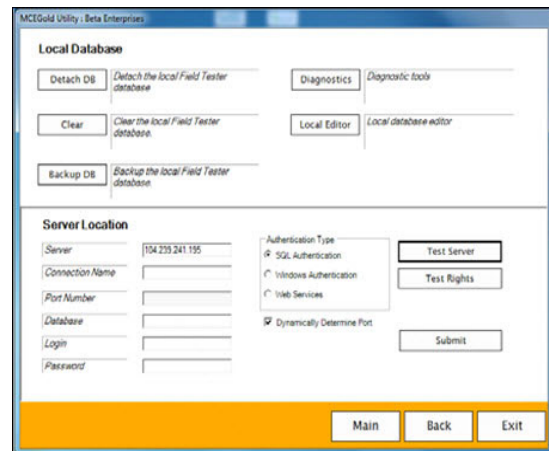 MCEGold Utility : Beta Enterprises
Local Database
Detach DB
Detach the local Field Tester
database
Diagnostics
Diagnostic tools
Clear
Clear the local Field Tester
database.
Local Editor
Local database editor
Backup DB
Backup the local Field Tester
database.
Server Location
Server
104.239.241.195
Connection Name
Port Number
Database
Login
Password
Authentication Type
SQL Authentication
Windows Authentication
Web Services
Dynamically Determine Port
Test Server
Test Rights
Submit
Main
Back
Exit